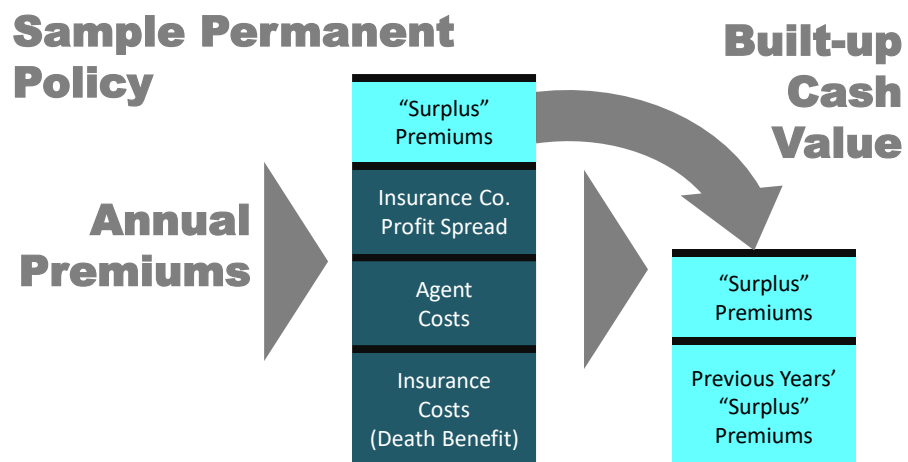 Sample Permanent
Policy
Built-up
Cash
Value
Annual
Premiums
“Surplus”
Premiums
Insurance Co.
Profit Spread
Agent
Costs
Insurance
Costs
(Death Benefit)
“Surplus”
Premiums
Previous Years’
“Surplus”
Premiums